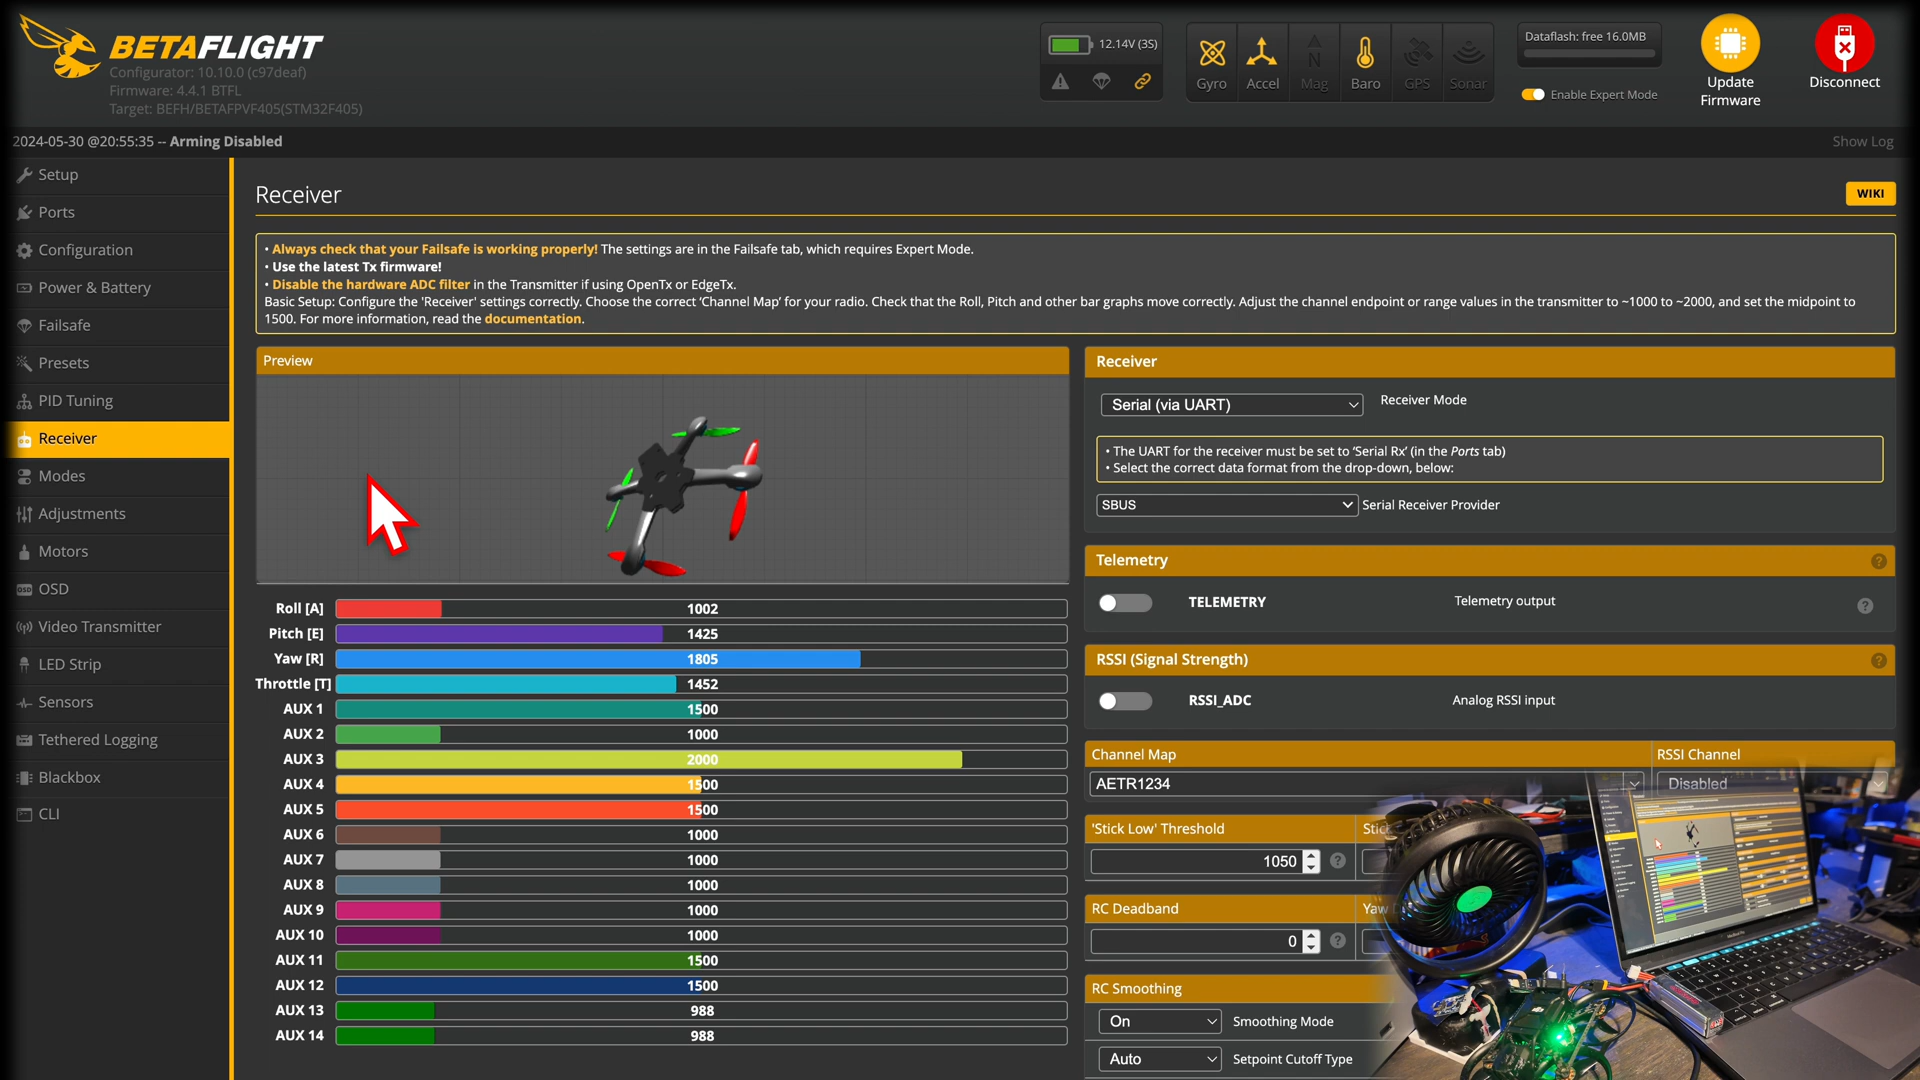 BETAFLIGHT
Configurator: 10.10.0 (c97deaf)
Firmware: 4.4.1 BTFL
Target: BEFH/BETAFPVF405(STM32F405)
12.14V (3S)
Gyro
Accel
Mag
Baro
GPS
Sonar
Dataflash: free 16.0MB
Enable Expert Mode
Update
Firmware
Disconnect
2024-05-30 @20:55:35 -- Arming Disabled
Show Log
Setup
Ports
Configuration
Power & Battery
Failsafe
Presets
PID Tuning
Receiver
Modes
Adjustments
Motors
OSD
Video Transmitter
LED Strip
Sensors
Tethered Logging
Blackbox
CLI
Receiver
WIKI
• Always check that your Failsafe is working properly! The settings are in the Failsafe tab, which requires Expert Mode.
• Use the latest Tx firmware!
• Disable the hardware ADC filter in the Transmitter if using OpenTx or EdgeTx.
Basic Setup: Configure the 'Receiver' settings correctly. Choose the correct 'Channel Map' for your radio. Check that the Roll, Pitch and other bar graphs move correctly. Adjust the channel endpoint or range values in the transmitter to ~1000 to ~2000, and set the midpoint to
1500. For more information, read the documentation.
Preview
Roll [A] 1002
Pitch [E] 1425
Yaw [R] 1805
Throttle [T] 1452
AUX 1 1500
AUX 2 1000
AUX 3 2000
AUX 4 1500
AUX 5 1500
AUX 6 1000
AUX 7 1000
AUX 8 1000
AUX 9 1000
AUX 10 1000
AUX 11 1500
AUX 12 1500
AUX 13 988
AUX 14 988
Receiver
Serial (via UART) Receiver Mode
• The UART for the receiver must be set to 'Serial Rx' (in the Ports tab)
• Select the correct data format from the drop-down, below:
SBUS Serial Receiver Provider
Telemetry
TELEMETRY Telemetry output
RSSI (Signal Strength)
RSSI_ADC Analog RSSI input
Channel Map RSSI Channel
AETR1234 Disabled
'Stick Low' Threshold
1050
RC Deadband Yaw
0
RC Smoothing
On Smoothing Mode
Auto Setpoint Cutoff Type